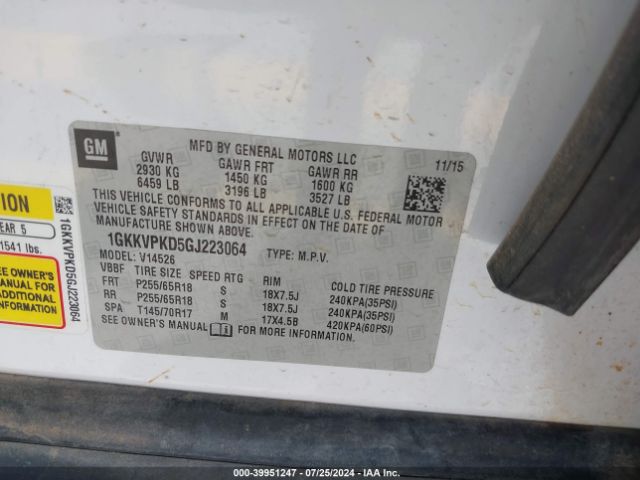 GM
MFD BY GENERAL MOTORS LLC
11/15
GVWR GAWR FRT GAWR RR
2930 KG 1450 KG 1600 KG
6459 LB 3196 LB 3527 LB
THIS VEHICLE CONFORMS TO ALL APPLICABLE U.S. FEDERAL MOTOR
VEHICLE SAFETY STANDARDS IN EFFECT ON THE DATE OF
MANUFACTURE SHOWN ABOVE.
1GKKVPKD5GJ223064 TYPE: M.P.V.
MODEL: V14526
VBBF TIRE SIZE SPEED RTG RIM COLD TIRE PRESSURE
FRT P255/65R18 S 18X7.5J 240KPA(35PSI)
RR P255/65R18 S 18X7.5J 240KPA(35PSI)
SPA T145/70R17 M 17X4.5B 420KPA(60PSI)
SEE OWNER'S MANUAL FOR MORE INFORMATION.
TION
EAR 5
1541 lbs.
SEE OWNER'S
MANUAL FOR
ADDITIONAL
INFORMATION
1GKKVPKD5GJ223064
000-39951247 - 07/25/2024 - IAA Inc.